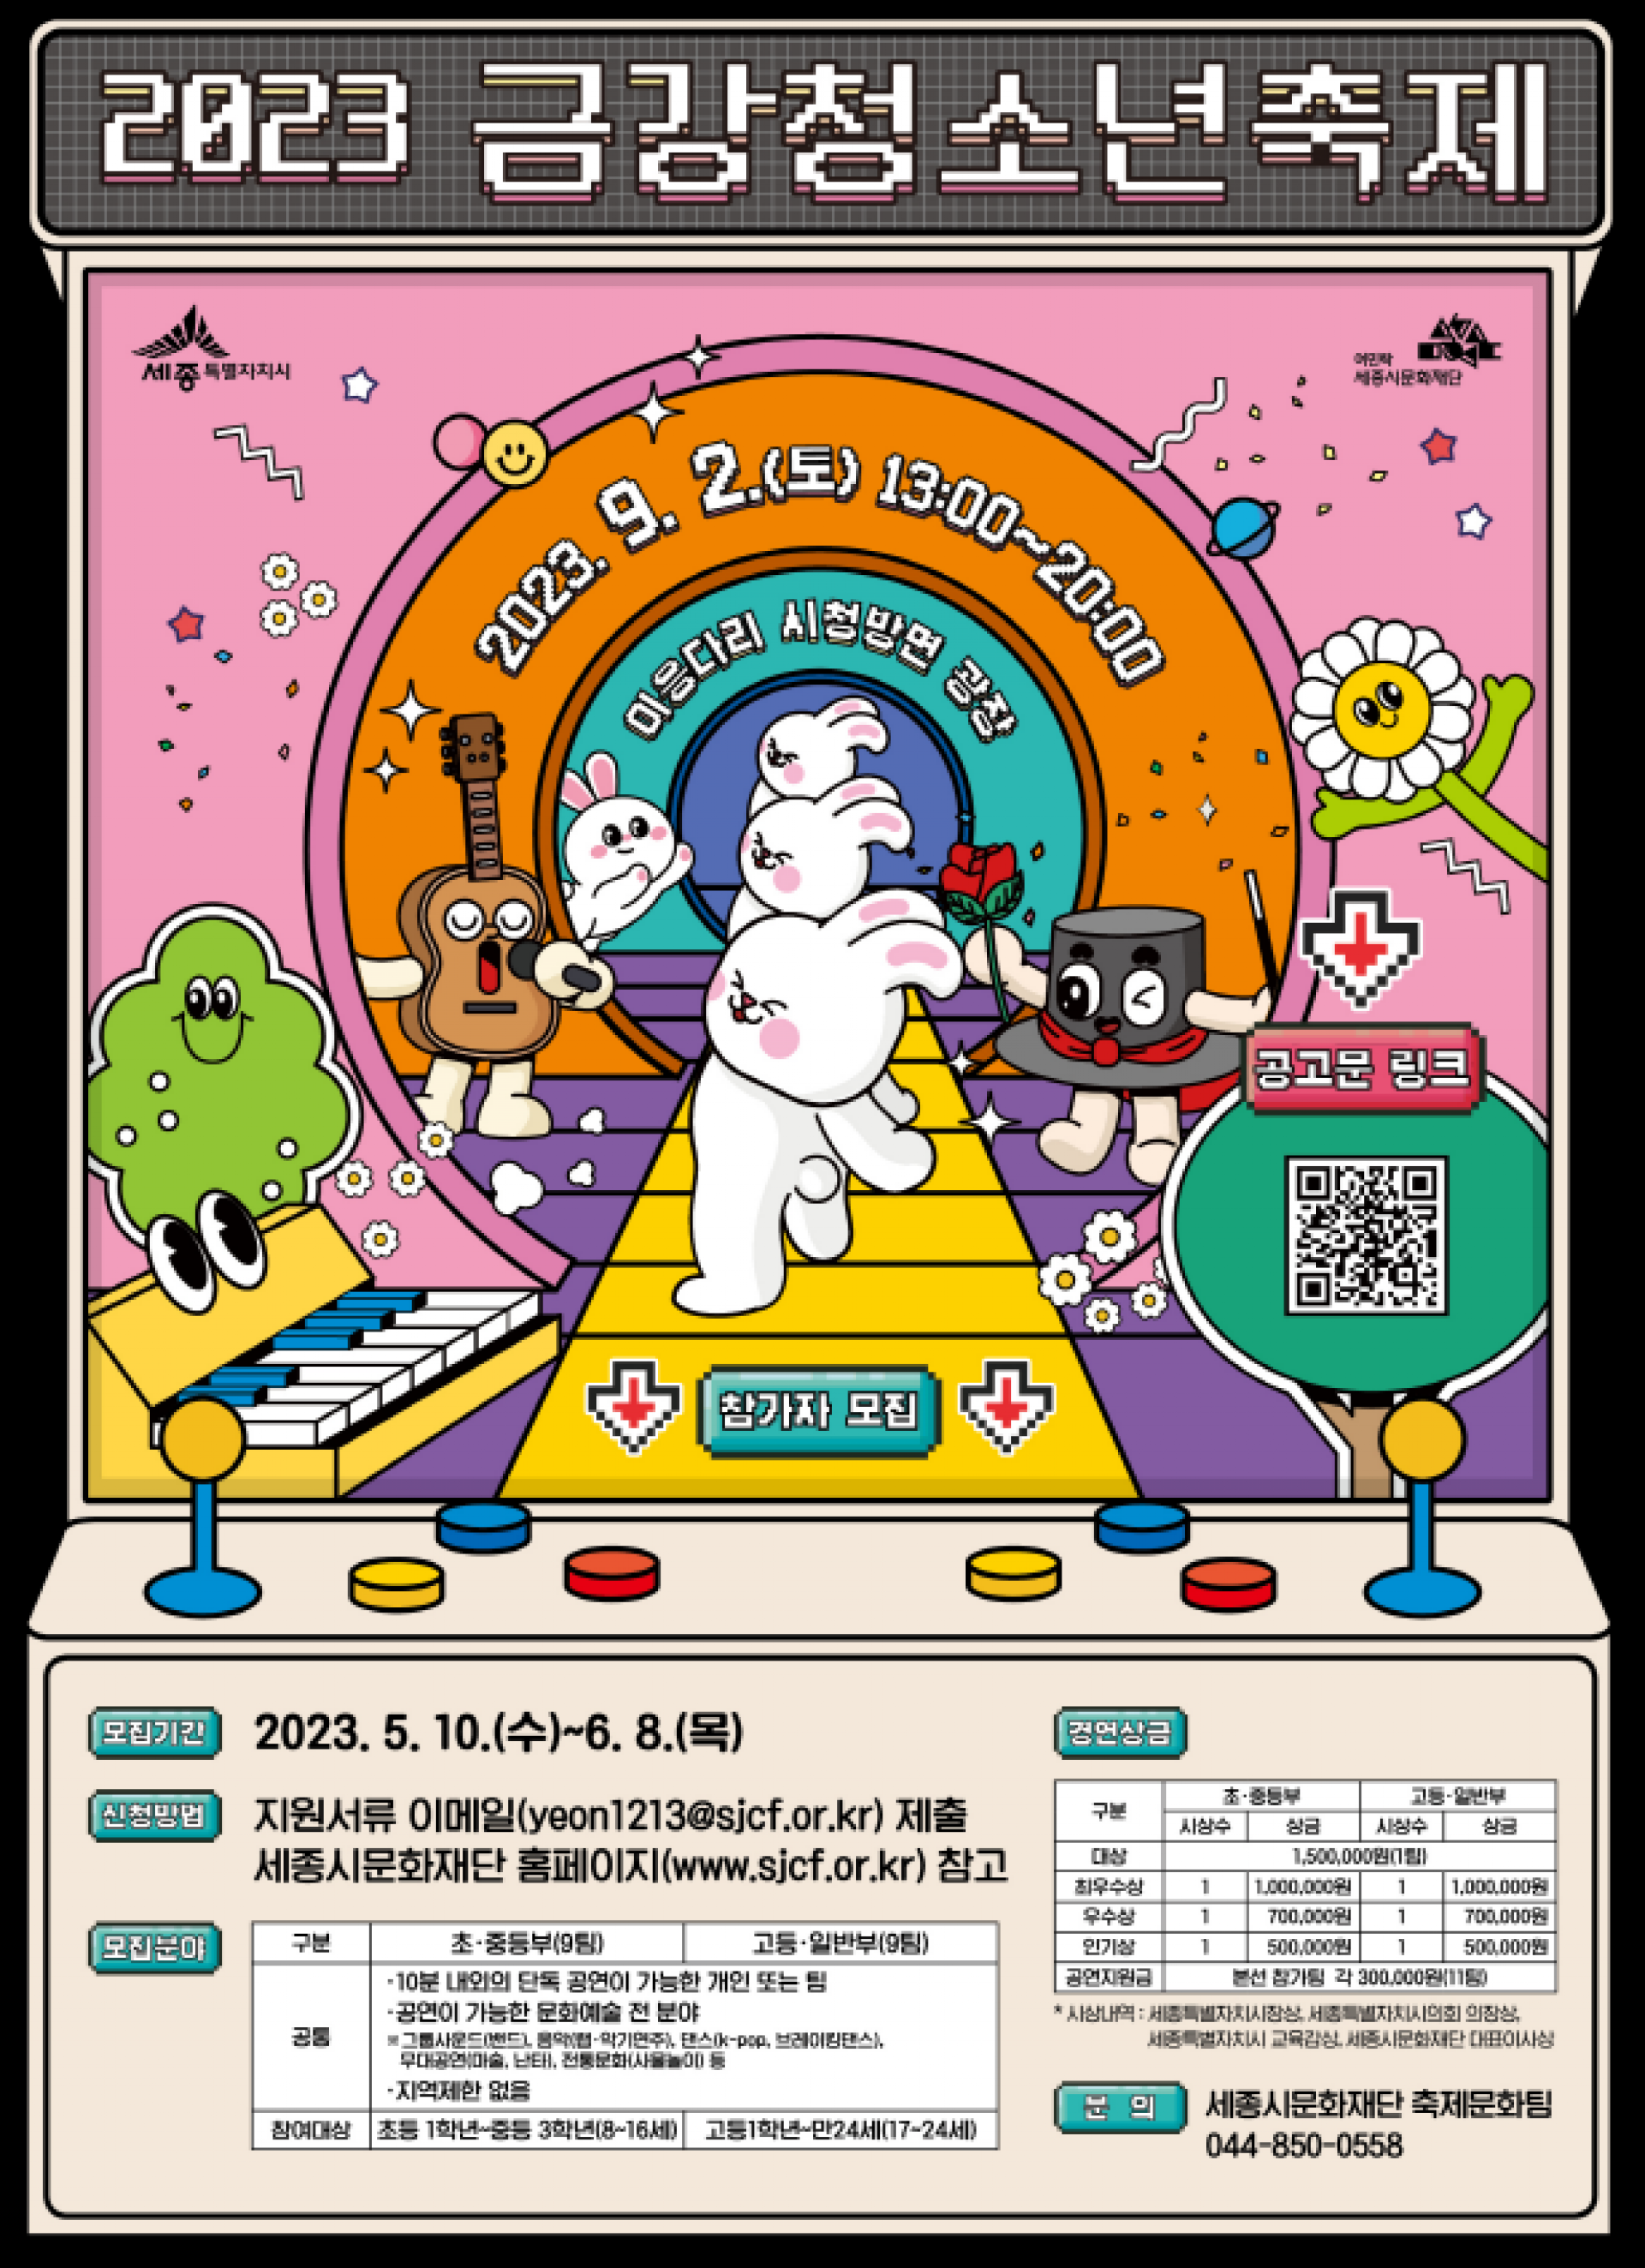 2023 금강청소년축제
세종특별자치시
여민락
세종시문화재단
2023. 9. 2.(토) 13:00~20:00
이응다리 시청방면 광장
공고문 링크
참가자 모집
모집기간
2023. 5. 10.(수)~6. 8.(목)
신청방법
지원서류 이메일(yeon1213@sjcf.or.kr) 제출
세종시문화재단 홈페이지(www.sjcf.or.kr) 참고
모집분야
구분 초·중등부(9팀) 고등·일반부(9팀)
공통
·10분 내외의 단독 공연이 가능한 개인 또는 팀
·공연이 가능한 문화예술 전 분야
※ 그룹사운드(밴드), 음악(랩·악기연주), 댄스(k-pop, 브레이킹댄스),
무대공연(마술, 난타), 전통문화(사물놀이) 등
·지역제한 없음
참여대상 초등 1학년~중등 3학년(8~16세) 고등1학년~만24세(17~24세)
경연상금
구분 초·중등부 고등·일반부
시상수 상금 시상수 상금
대상 1,500,000원(1팀)
최우수상 1 1,000,000원 1 1,000,000원
우수상 1 700,000원 1 700,000원
인기상 1 500,000원 1 500,000원
공연지원금 본선 참가팀 각 300,000원(11팀)
* 시상내역 : 세종특별자치시장상, 세종특별자치시의회 의장상,
세종특별자치시 교육감상, 세종시문화재단 대표이사상
문 의
세종시문화재단 축제문화팀
044-850-0558